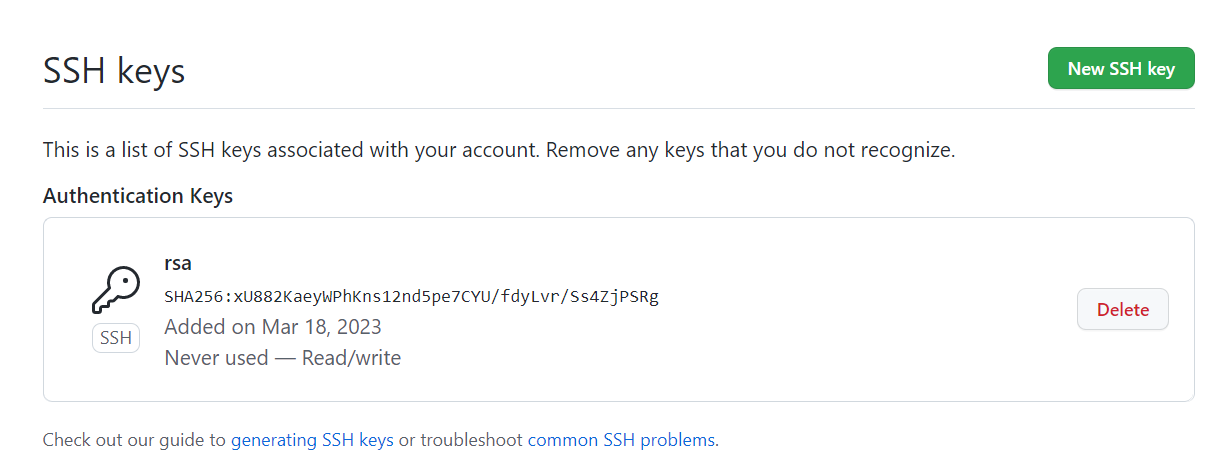 SSH keys
New SSH key
This is a list of SSH keys associated with your account. Remove any keys that you do not recognize.
Authentication Keys
rsa
SHA256:xU882KaeyWPhKns12nd5pe7CYU/fdyLvr/Ss4ZjPSRg
Added on Mar 18, 2023
Never used — Read/write
SSH
Delete
Check out our guide to generating SSH keys or troubleshoot common SSH problems.